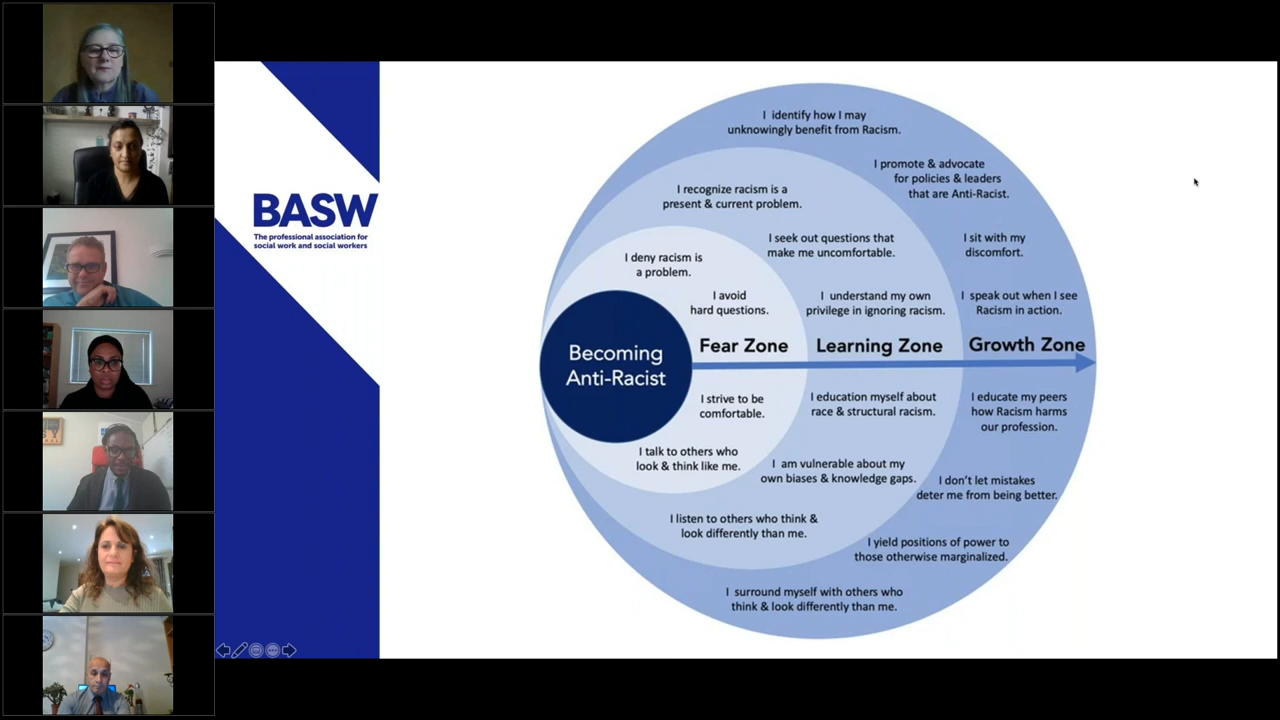 BASW
The professional association for
social work and social workers
I identify how I may
unknowingly benefit from Racism.
I promote & advocate
for policies & leaders
that are Anti-Racist.
I recognize racism is a
present & current problem.
I seek out questions that
make me uncomfortable.
I sit with my
discomfort.
I deny racism is
a problem.
I avoid
hard questions.
I understand my own
privilege in ignoring racism.
I speak out when I see
Racism in action.
Becoming
Anti-Racist
Fear Zone
Learning Zone
Growth Zone
I strive to be
comfortable.
I education myself about
race & structural racism.
I educate my peers
how Racism harms
our profession.
I talk to others who
look & think like me.
I am vulnerable about my
own biases & knowledge gaps.
I don't let mistakes
deter me from being better.
I listen to others who think &
look differently than me.
I yield positions of power to
those otherwise marginalized.
I surround myself with others who
think & look differently than me.